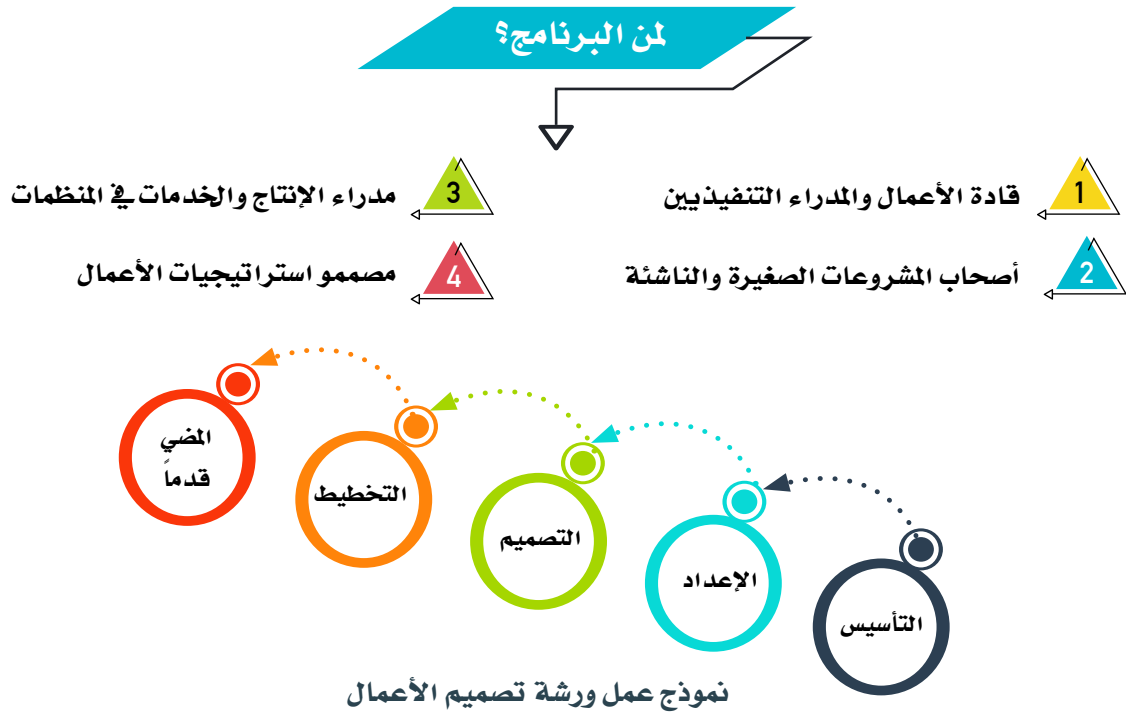 لمن البرنامج؟
1 قادة الأعمال والمدراء التنفيذيين
2 أصحاب المشروعات الصغيرة والناشئة
3 مدراء الإنتاج والخدمات في المنظمات
4 مصممو استراتيجيات الأعمال
التأسيس
الإعداد
التصميم
التخطيط
المضي
قدماً
نموذج عمل ورشة تصميم الأعمال